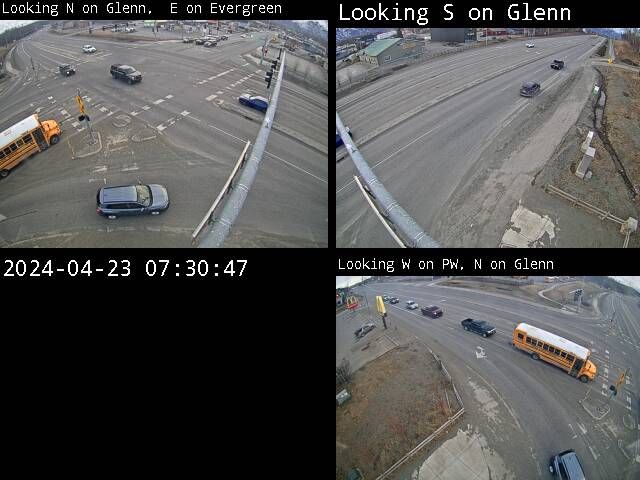 Looking N on Glenn, E on Evergreen
Looking S on Glenn
2024-04-23 07:30:47
Looking W on PW, N on Glenn